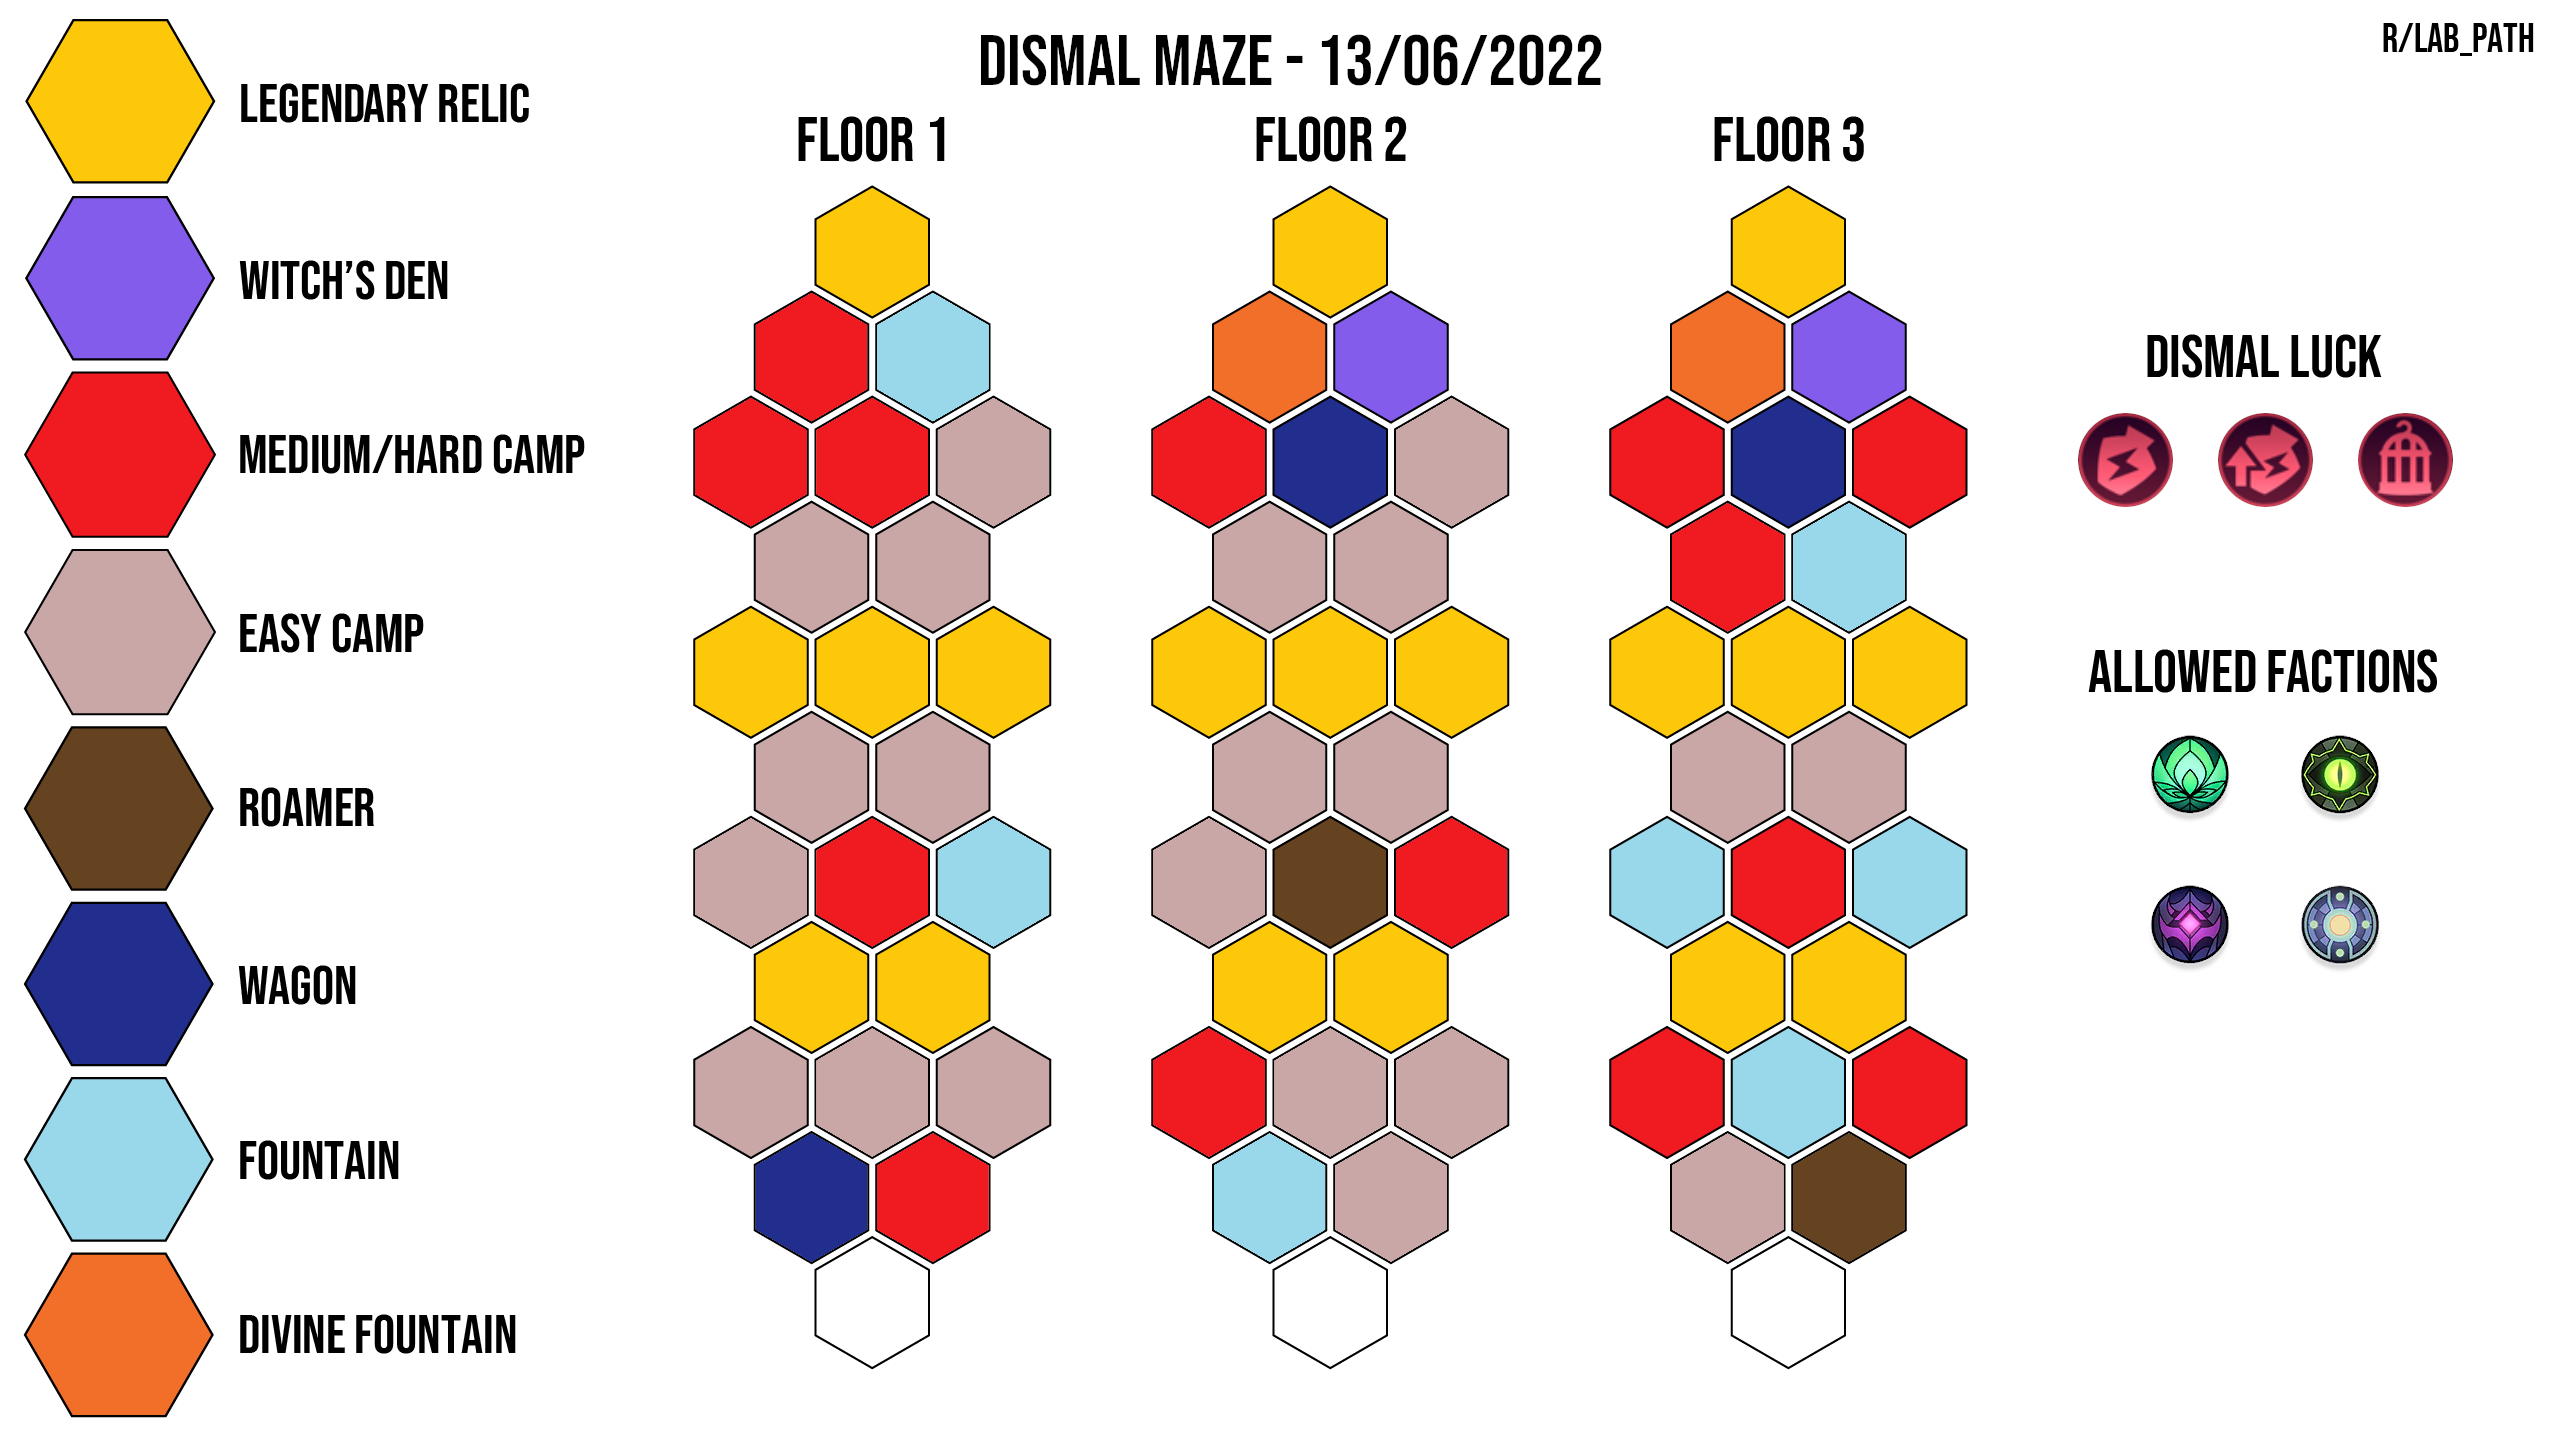 DISMAL MAZE - 13/06/2022
R/LAB_PATH
LEGENDARY RELIC
WITCH'S DEN
MEDIUM/HARD CAMP
EASY CAMP
ROAMER
WAGON
FOUNTAIN
DIVINE FOUNTAIN
FLOOR 1
FLOOR 2
FLOOR 3
DISMAL LUCK
ALLOWED FACTIONS